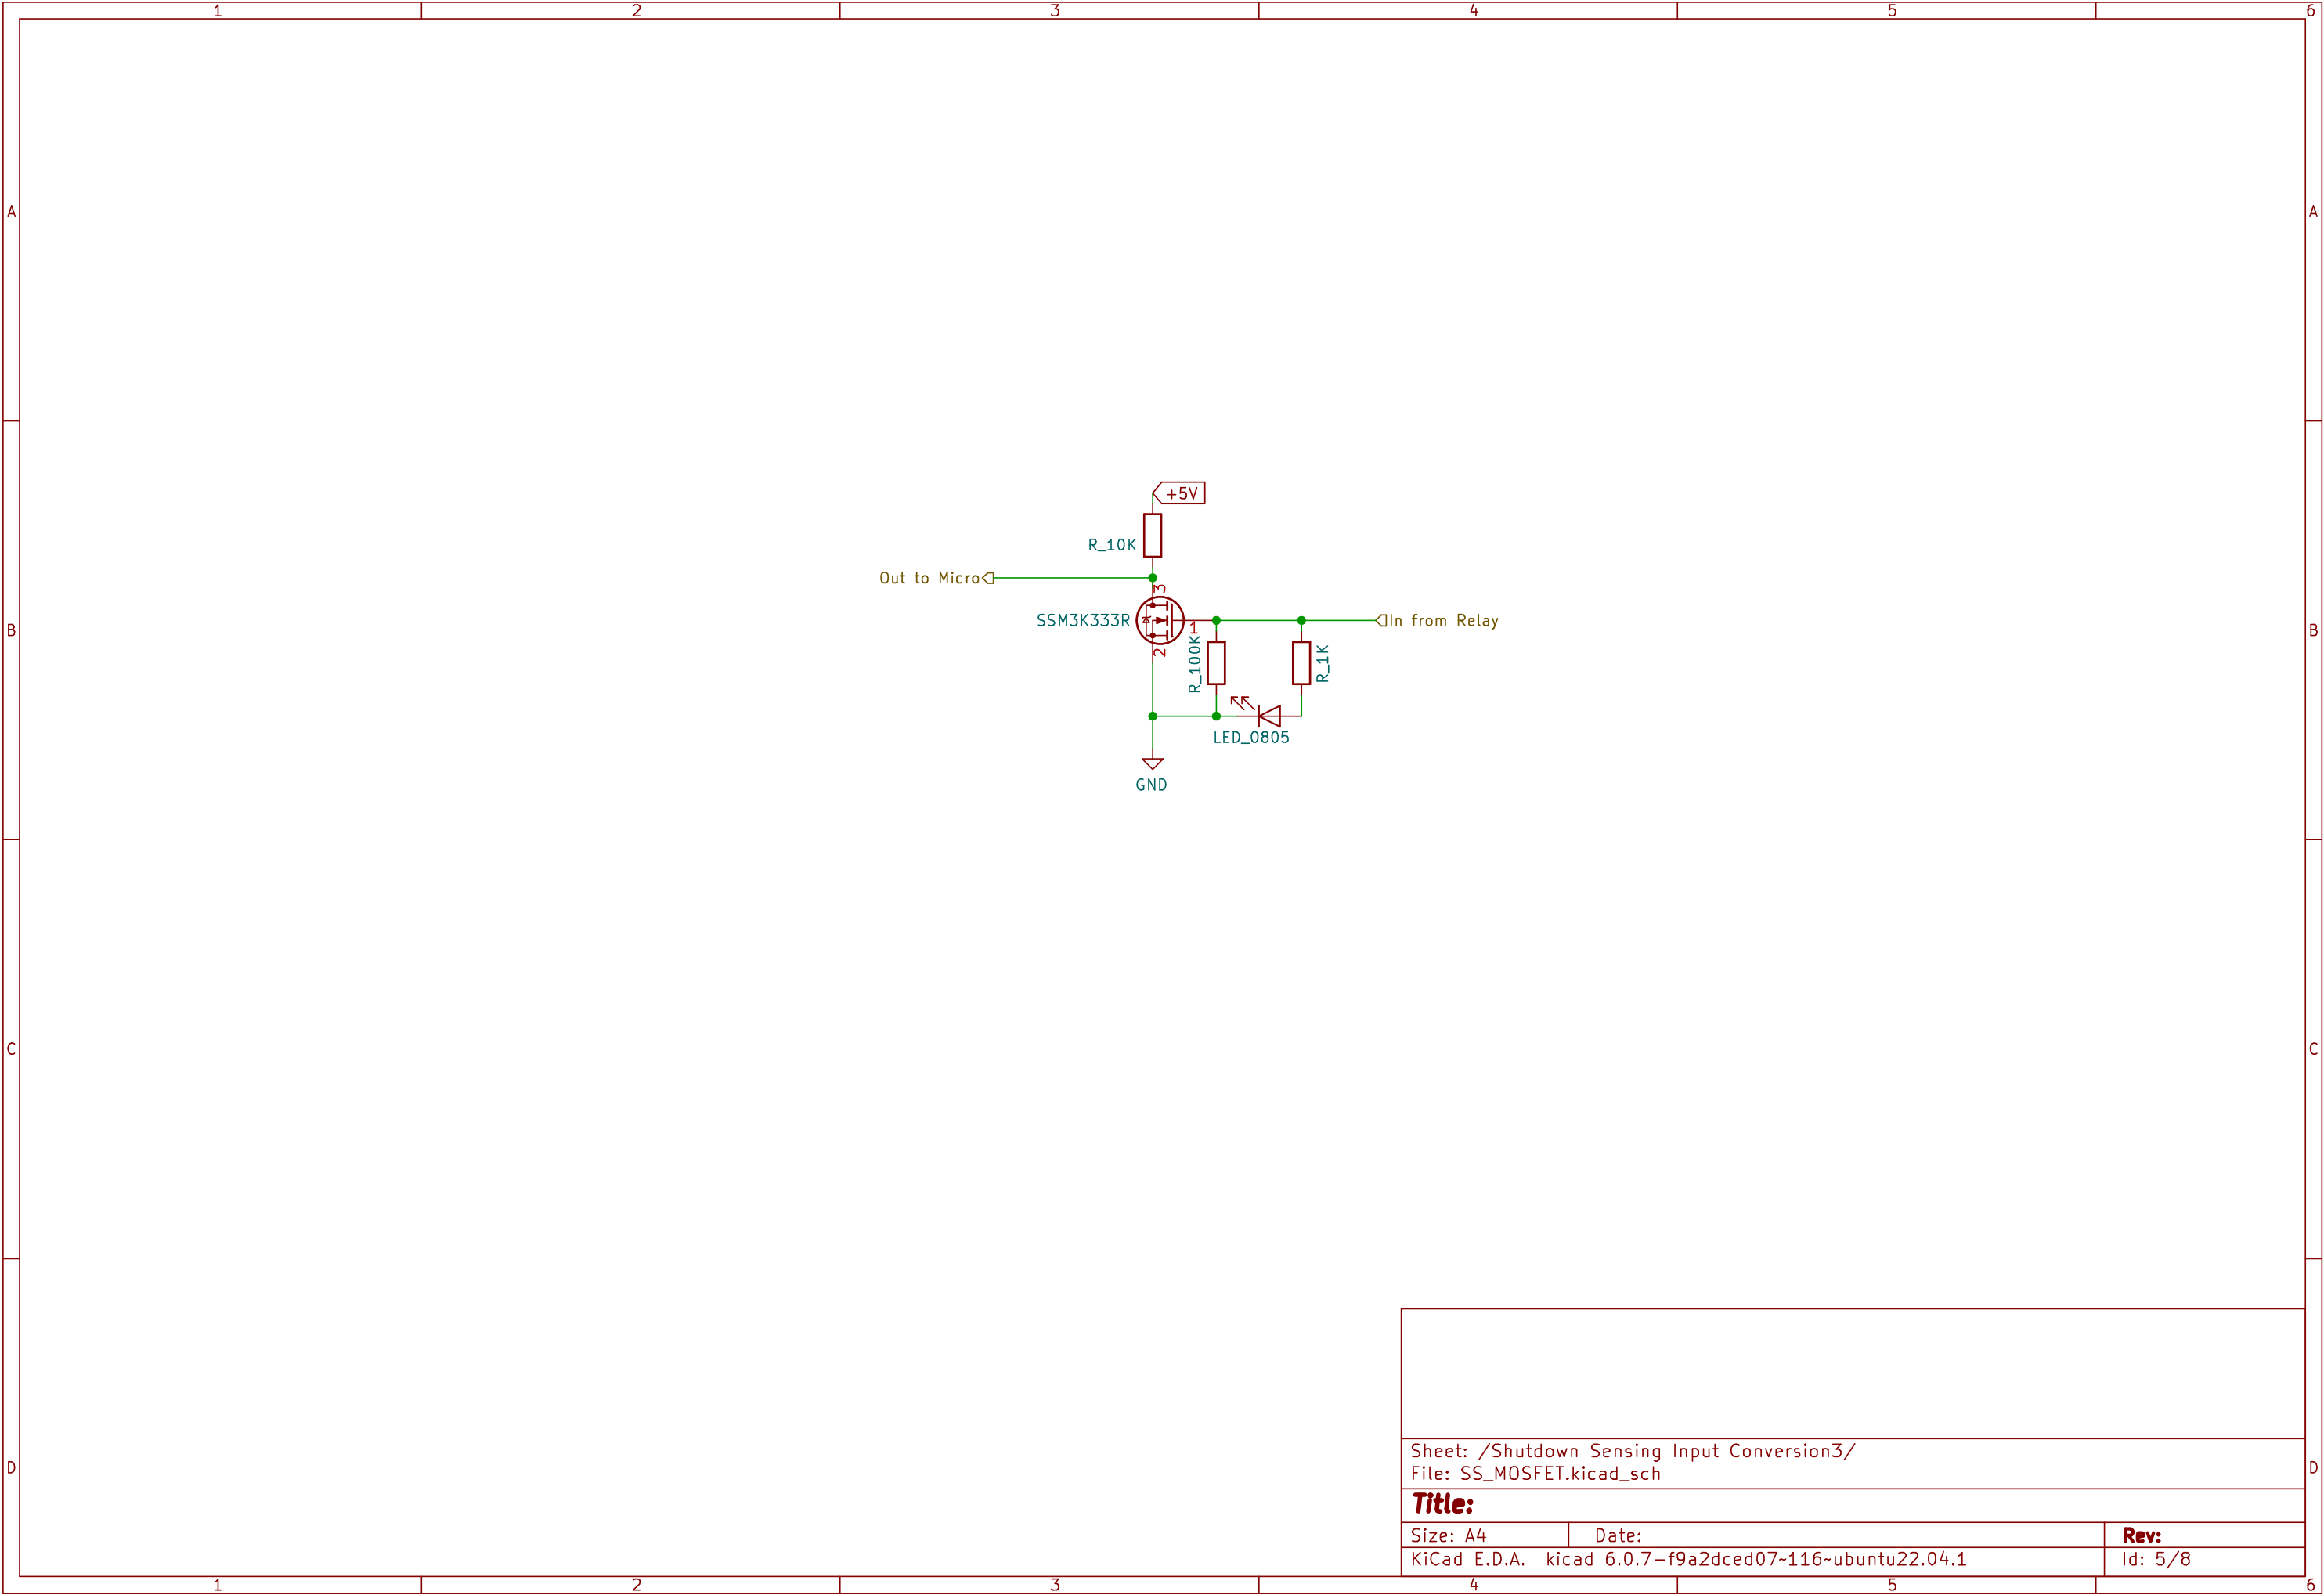 1 2 3 4 5 6
A A
+5V
R_10K
Out to Micro
3
SSM3K333R
1
In from Relay
B B
2
R_100K
R_1K
LED_0805
GND
C C
Sheet: /Shutdown Sensing Input Conversion3/
File: SS_MOSFET.kicad_sch
D D
Title:
Size: A4 Date: Rev:
KiCad E.D.A. kicad 6.0.7-f9a2dced07~116~ubuntu22.04.1 Id: 5/8
1 2 3 4 5 6